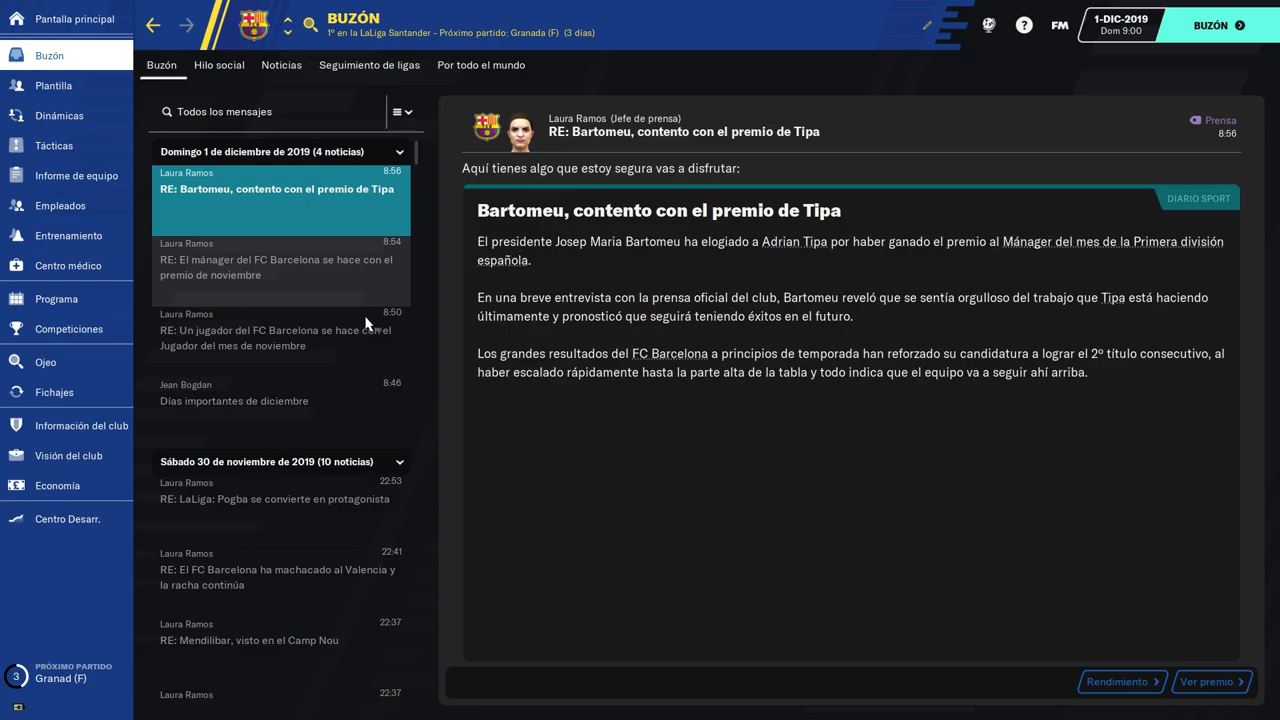 Pantalla principal
Buzón
Plantilla
Dinámicas
Tácticas
Informe de equipo
Empleados
Entrenamiento
Centro médico
Programa
Competiciones
Ojeo
Fichajes
Información del club
Visión del club
Economía
Centro Desarr.
3
PRÓXIMO PARTIDO
Granad (F)
BUZÓN
1º en la LaLiga Santander - Próximo partido: Granada (F) (3 días)
FM
1-DIC-2019
Dom 9:00
BUZÓN
Buzón Hilo social Noticias Seguimiento de ligas Por todo el mundo
Todos los mensajes
Domingo 1 de diciembre de 2019 (4 noticias)
Laura Ramos 8:56
RE: Bartomeu, contento con el premio de Tipa
Laura Ramos 8:54
RE: El mánager del FC Barcelona se hace con el
premio de noviembre
Laura Ramos 8:50
RE: Un jugador del FC Barcelona se hace con el
Jugador del mes de noviembre
Jean Bogdan 8:46
Días importantes de diciembre
Sábado 30 de noviembre de 2019 (10 noticias)
Laura Ramos 22:53
RE: LaLiga: Pogba se convierte en protagonista
Laura Ramos 22:41
RE: El FC Barcelona ha machacado al Valencia y
la racha continúa
Laura Ramos 22:37
RE: Mendilibar, visto en el Camp Nou
Laura Ramos 22:37
Laura Ramos (Jefe de prensa)
RE: Bartomeu, contento con el premio de Tipa
Prensa
8:56
Aquí tienes algo que estoy segura vas a disfrutar:
DIARIO SPORT
Bartomeu, contento con el premio de Tipa
El presidente Josep Maria Bartomeu ha elogiado a Adrian Tipa por haber ganado el premio al Mánager del mes de la Primera división
española.
En una breve entrevista con la prensa oficial del club, Bartomeu reveló que se sentía orgulloso del trabajo que Tipa está haciendo
últimamente y pronosticó que seguirá teniendo éxitos en el futuro.
Los grandes resultados del FC Barcelona a principios de temporada han reforzado su candidatura a lograr el 2º título consecutivo, al
haber escalado rápidamente hasta la parte alta de la tabla y todo indica que el equipo va a seguir ahí arriba.
Rendimiento
Ver premio